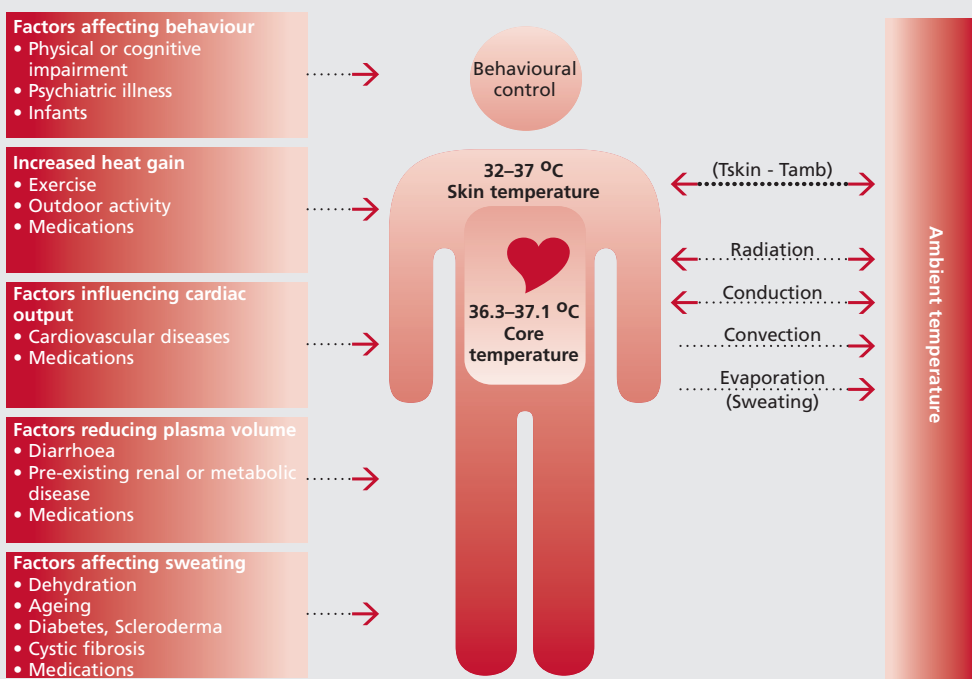 Factors affecting behaviour
• Physical or cognitive
impairment
• Psychiatric illness
• Infants
Increased heat gain
• Exercise
• Outdoor activity
• Medications
Factors influencing cardiac
output
• Cardiovascular diseases
• Medications
Factors reducing plasma volume
• Diarrhoea
• Pre-existing renal or metabolic
disease
• Medications
Factors affecting sweating
• Dehydration
• Ageing
• Diabetes, Scleroderma
• Cystic fibrosis
• Medications
Behavioural
control
32–37 ºC
Skin temperature
36.3–37.1 ºC
Core
temperature
(Tskin - Tamb)
Radiation
Conduction
Convection
Evaporation
(Sweating)
Ambient temperature